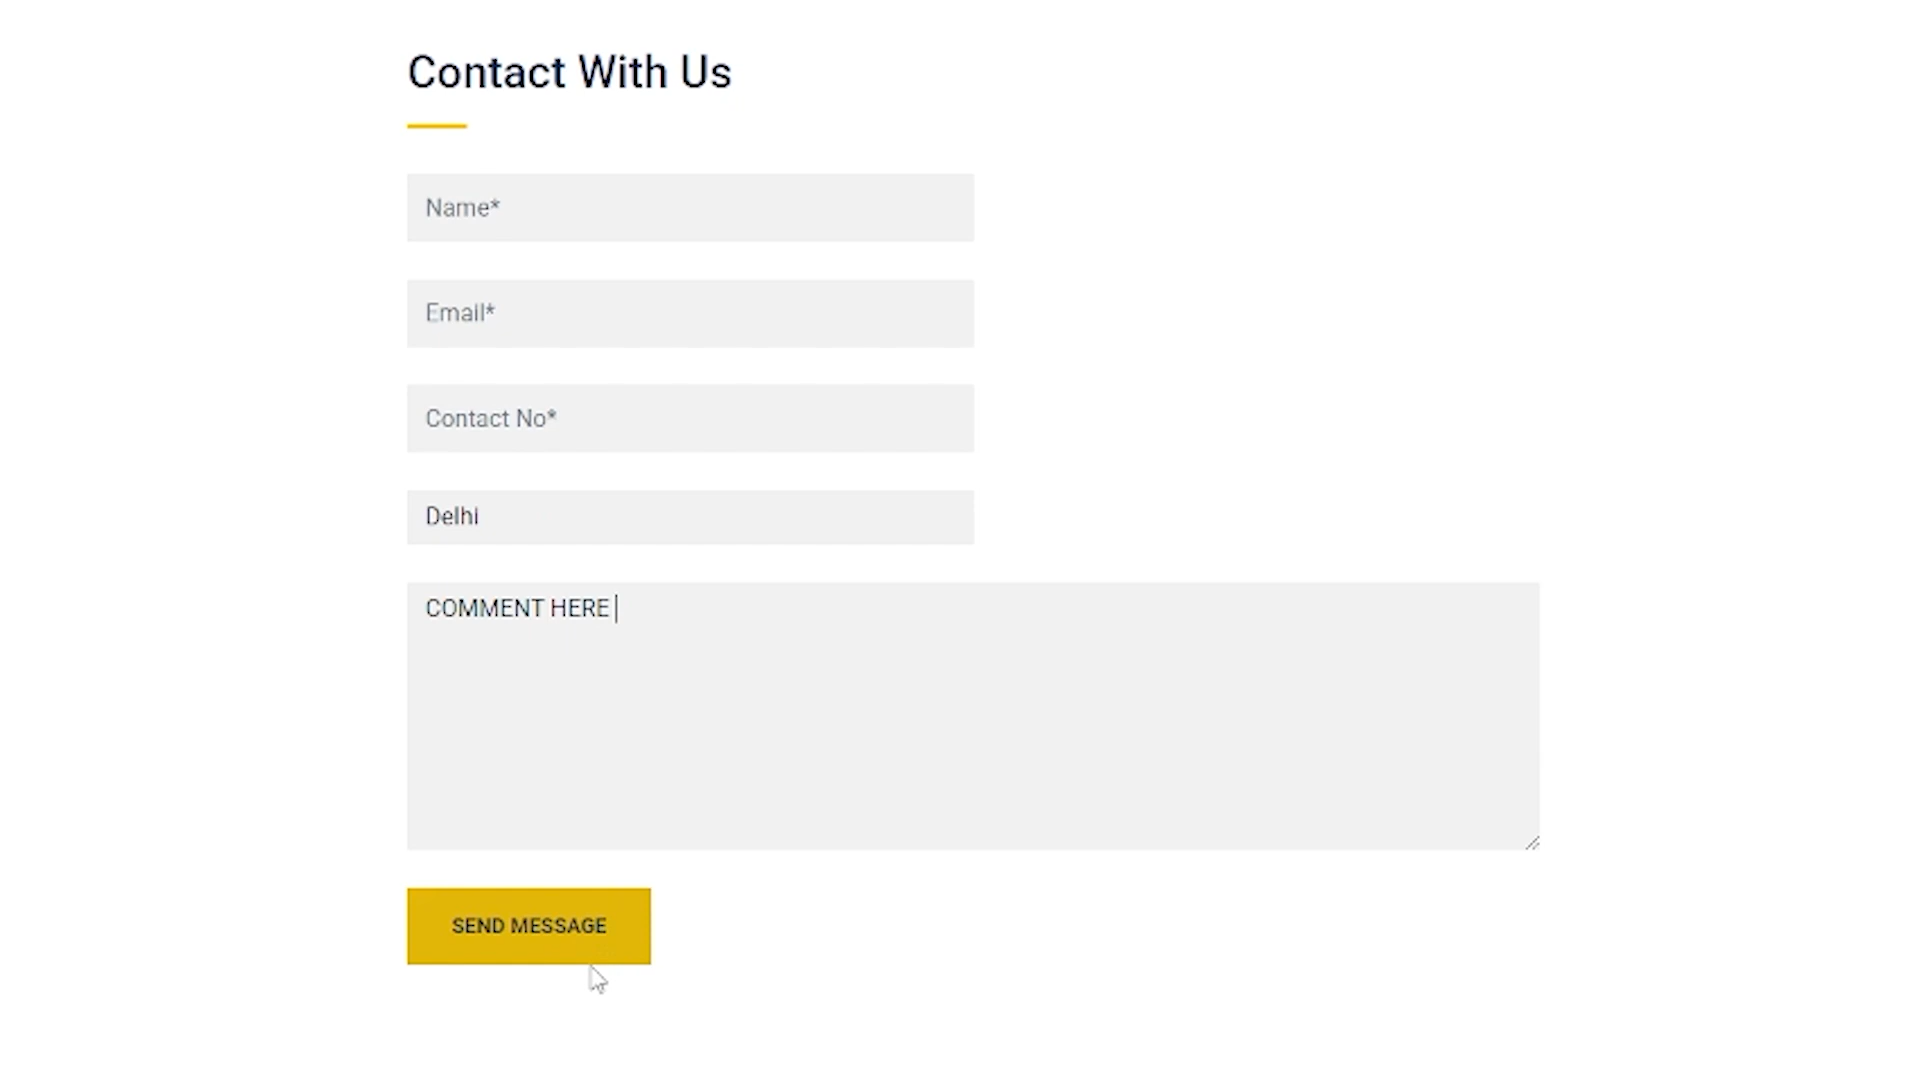 Contact With Us
Name*
Email*
Contact No*
Delhi
COMMENT HERE
SEND MESSAGE